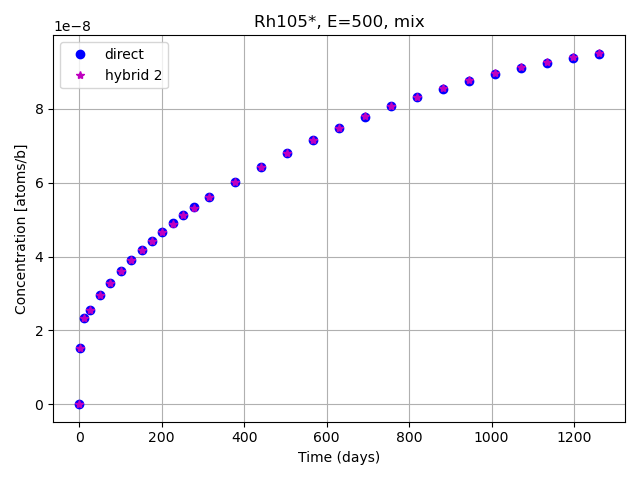 Rh105*, E=500, mix
1e−8
direct
hybrid 2
8
6
4
2
0
Concentration [atoms/b]
0 200 400 600 800 1000 1200
Time (days)